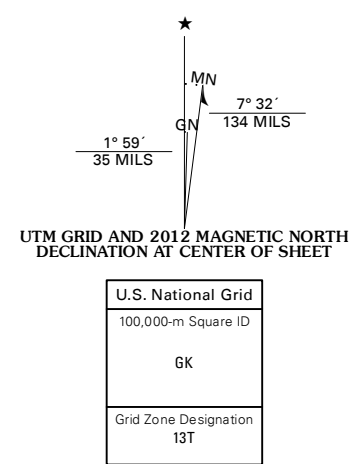 ★
MN
GN
7° 32´
134 MILS
1° 59´
35 MILS
UTM GRID AND 2012 MAGNETIC NORTH
DECLINATION AT CENTER OF SHEET
U.S. National Grid
100,000-m Square ID
GK
Grid Zone Designation
13T